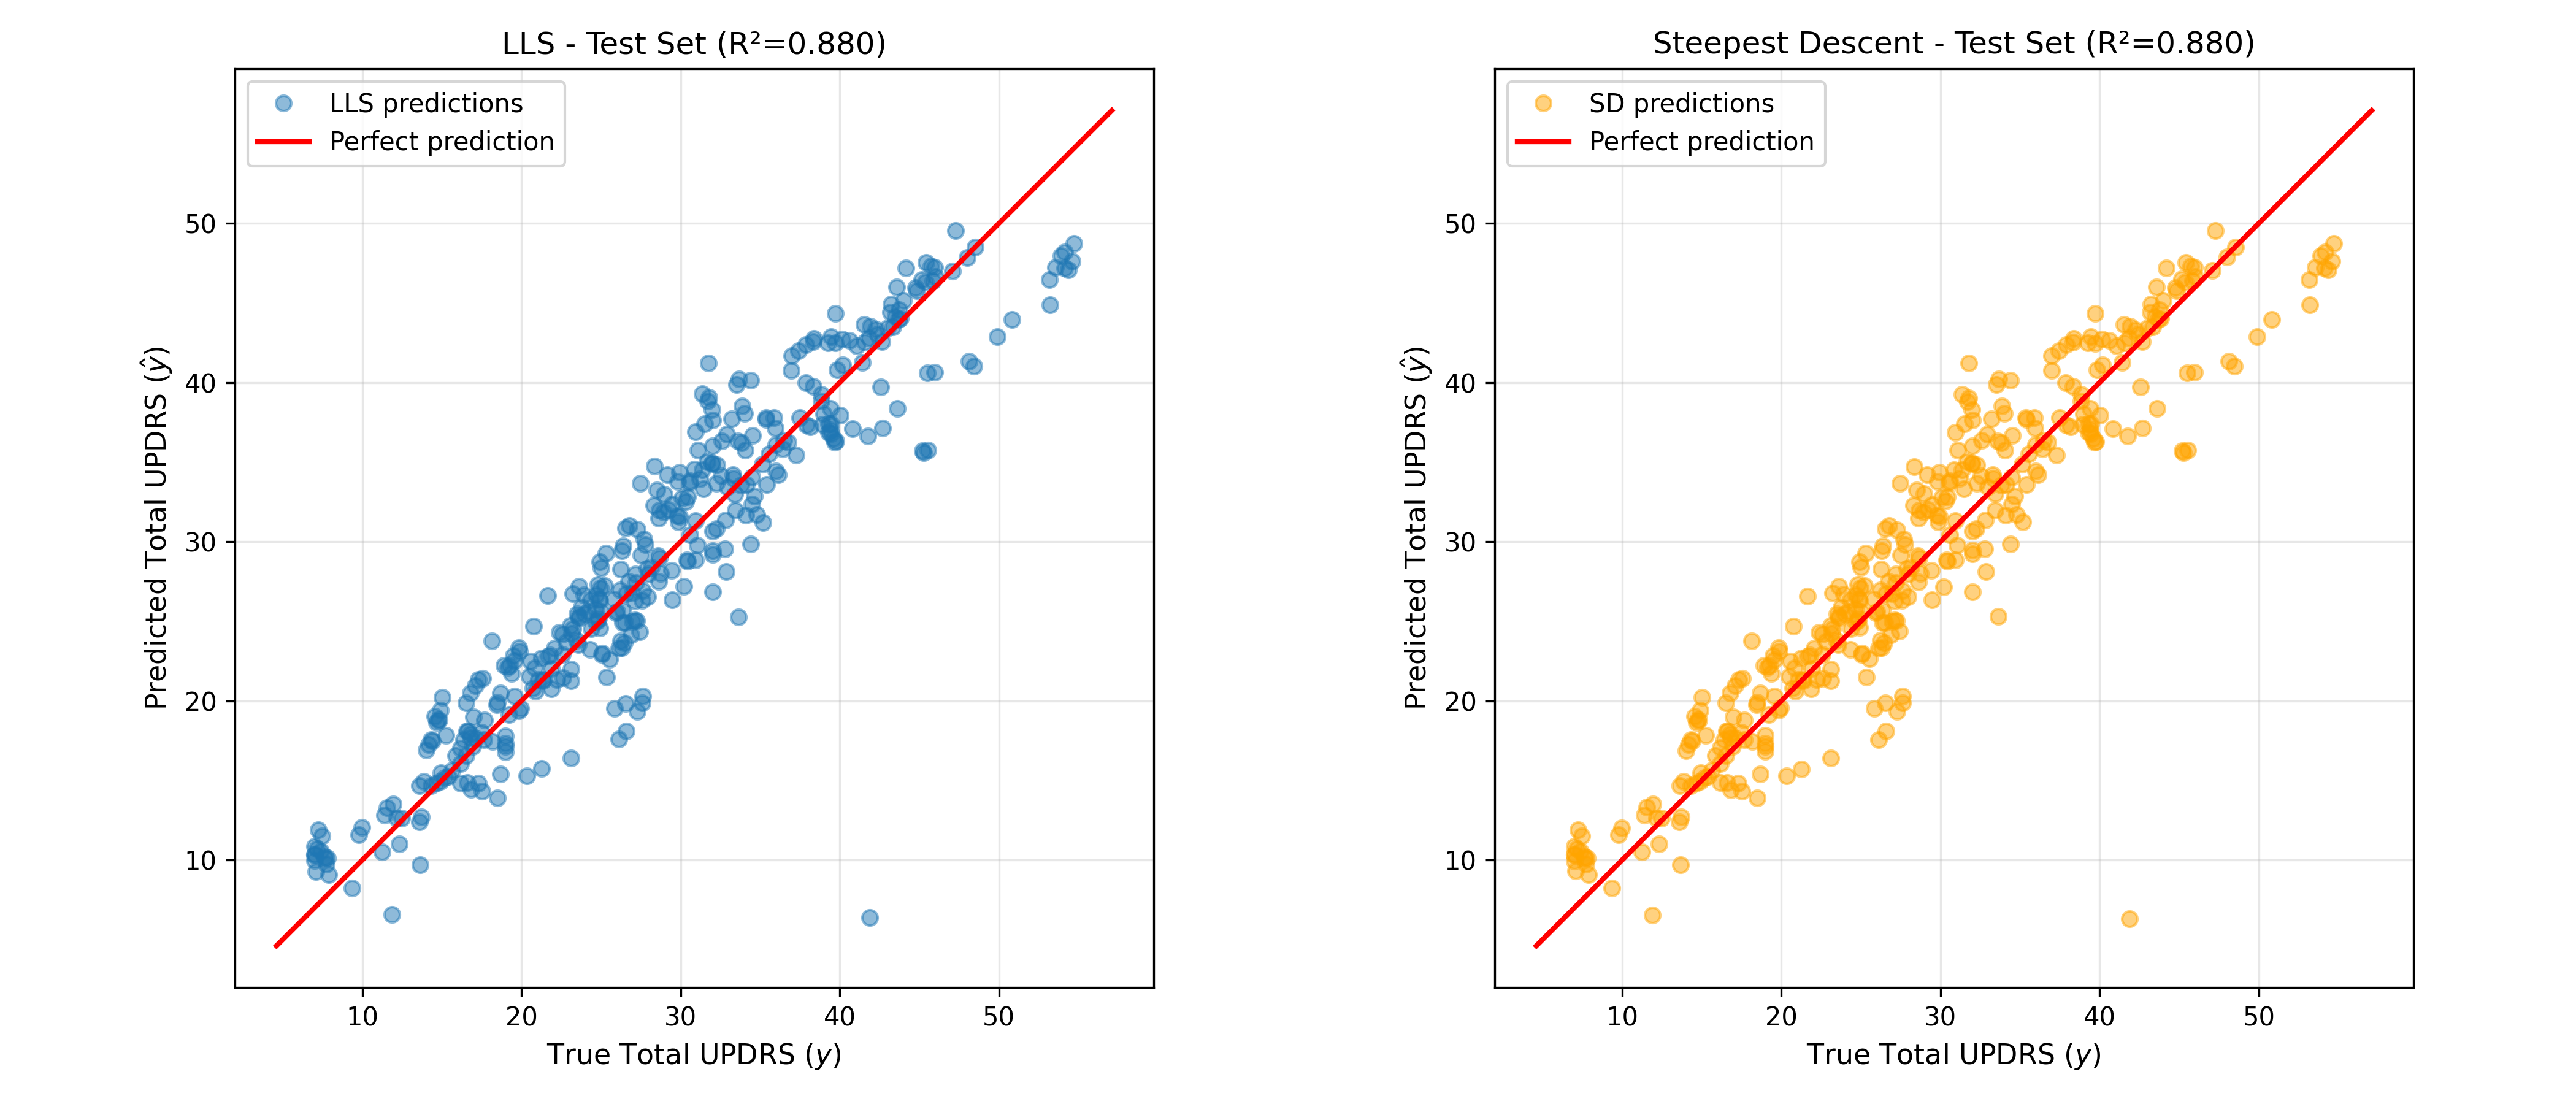 LLS - Test Set (R²=0.880)
LLS predictions
Perfect prediction
50
40
30
20
10
Predicted Total UPDRS (ŷ)
10 20 30 40 50
True Total UPDRS (y)
Steepest Descent - Test Set (R²=0.880)
SD predictions
Perfect prediction
50
40
30
20
10
Predicted Total UPDRS (ŷ)
10 20 30 40 50
True Total UPDRS (y)